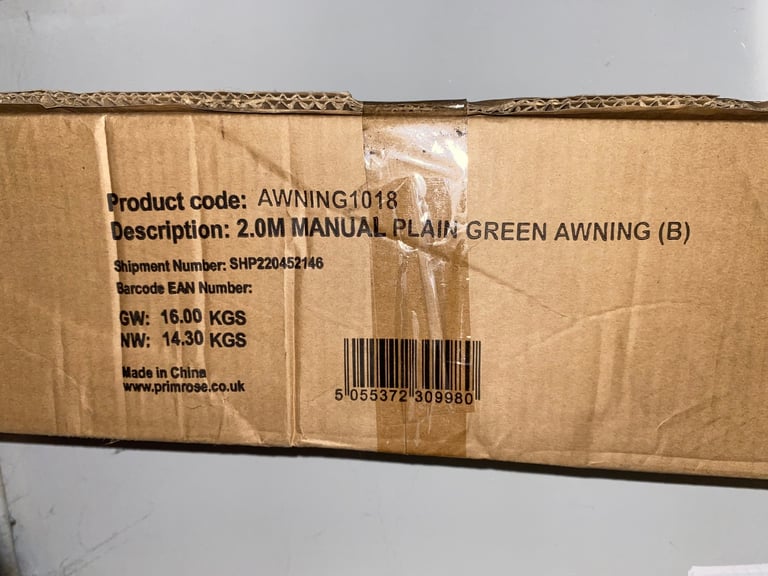 Product code: AWNING1018
Description: 2.0M MANUAL PLAIN GREEN AWNING (B)
Shipment Number: SHP220452146
Barcode EAN Number:
GW: 16.00 KGS
NW: 14.30 KGS
Made in China
www.primrose.co.uk
5 055372 309980